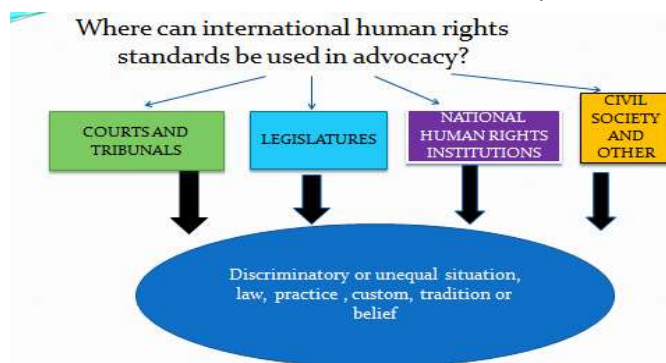 Where can international human rights
standards be used in advocacy?
COURTS AND
TRIBUNALS
LEGISLATURES
NATIONAL
HUMAN RIGHTS
INSTITUTIONS
CIVIL
SOCIETY
AND
OTHER
Discriminatory or unequal situation,
law, practice , custom, tradition or
belief